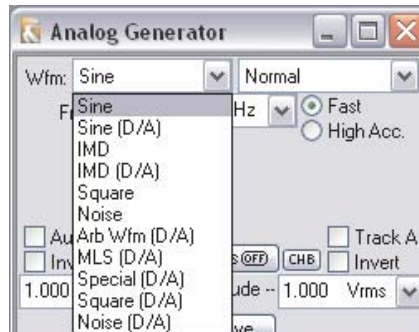 Analog Generator
Wfm: Sine Normal
Sine
Hz Fast
Sine (D/A)
High Acc.
IMD
IMD (D/A)
Square
Noise
Arb Wfm (D/A)
Track A
MLS (D/A)
OFF CHB Invert
Special (D/A)
1.000 1.000 Vrms
Square (D/A)
Noise (D/A)